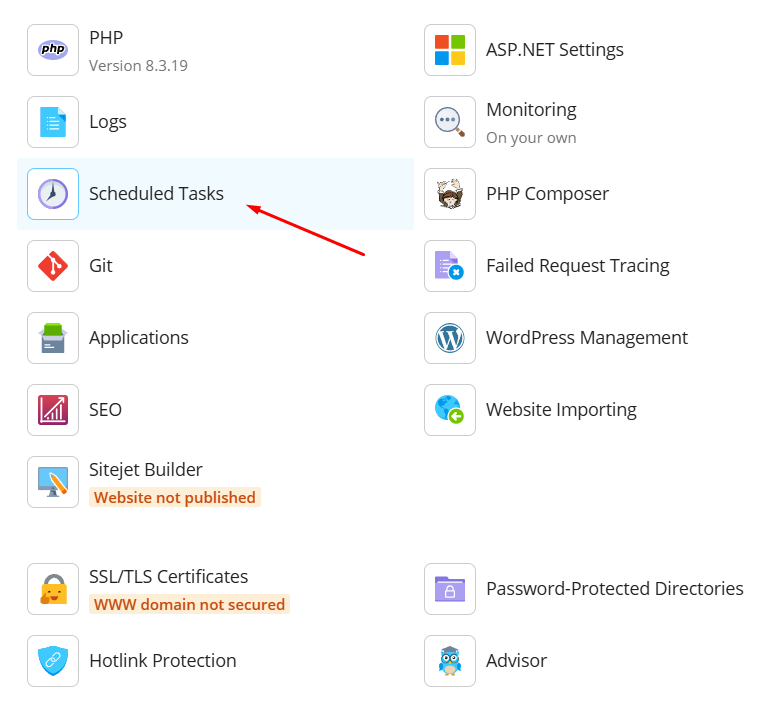 php
PHP
Version 8.3.19
ASP.NET Settings
Logs
Monitoring
On your own
Scheduled Tasks
PHP Composer
Git
Failed Request Tracing
Applications
WordPress Management
SEO
Website Importing
Sitejet Builder
Website not published
SSL/TLS Certificates
WWW domain not secured
Password-Protected Directories
Hotlink Protection
Advisor